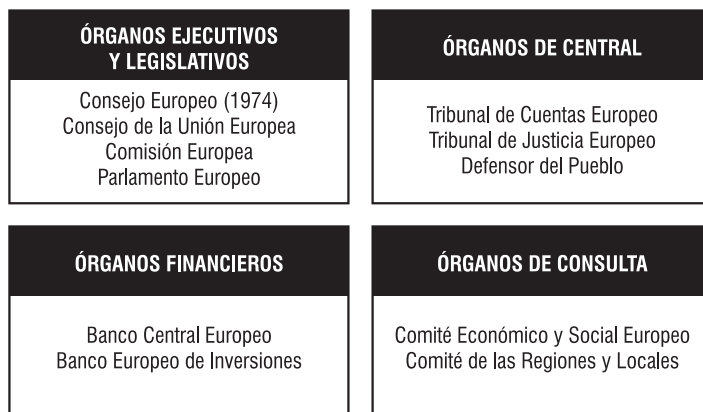 ÓRGANOS EJECUTIVOS
Y LEGISLATIVOS
Consejo Europeo (1974)
Consejo de la Unión Europea
Comisión Europea
Parlamento Europeo
ÓRGANOS DE CENTRAL
Tribunal de Cuentas Europeo
Tribunal de Justicia Europeo
Defensor del Pueblo
ÓRGANOS FINANCIEROS
Banco Central Europeo
Banco Europeo de Inversiones
ÓRGANOS DE CONSULTA
Comité Económico y Social Europeo
Comité de las Regiones y Locales